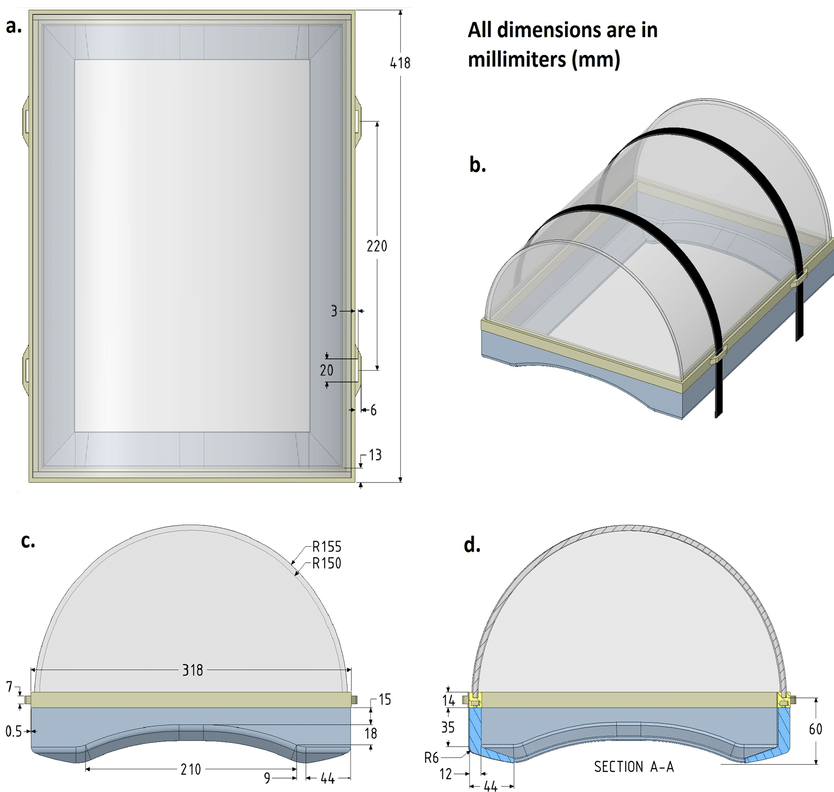 a.
418
220
3
20
6
13
All dimensions are in
millimiters (mm)
b.
c.
R155
R150
318
7
15
0.5
18
210
9
44
d.
14
35
60
R6
12
44
SECTION A-A